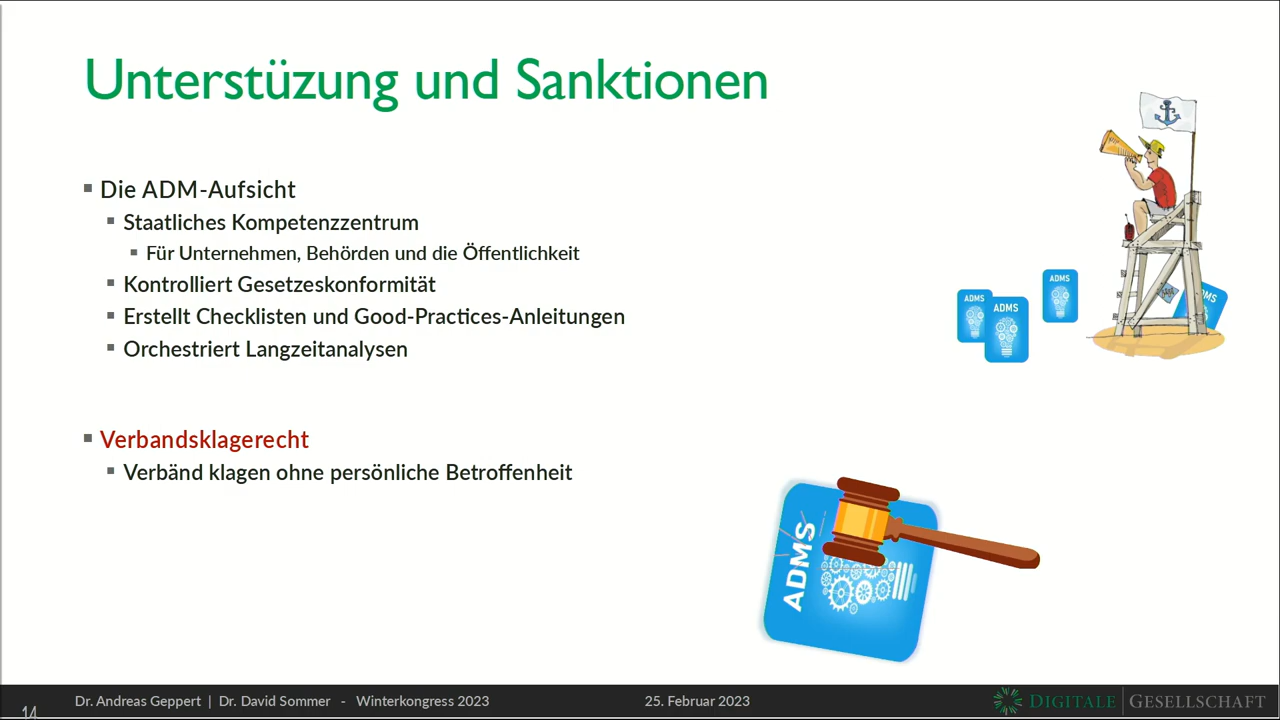 Unterstüzung und Sanktionen
Die ADM-Aufsicht
Staatliches Kompetenzzentrum
Für Unternehmen, Behörden und die Öffentlichkeit
Kontrolliert Gesetzeskonformität
Erstellt Checklisten und Good-Practices-Anleitungen
Orchestriert Langzeitanalysen
ADMS
ADMS
ADMS
ADMS
Verbandsklagerecht
Verbänd klagen ohne persönliche Betroffenheit
ADMS
14
Dr. Andreas Geppert | Dr. David Sommer - Winterkongress 2023
25. Februar 2023
DIGITALE GESELLSCHAFT